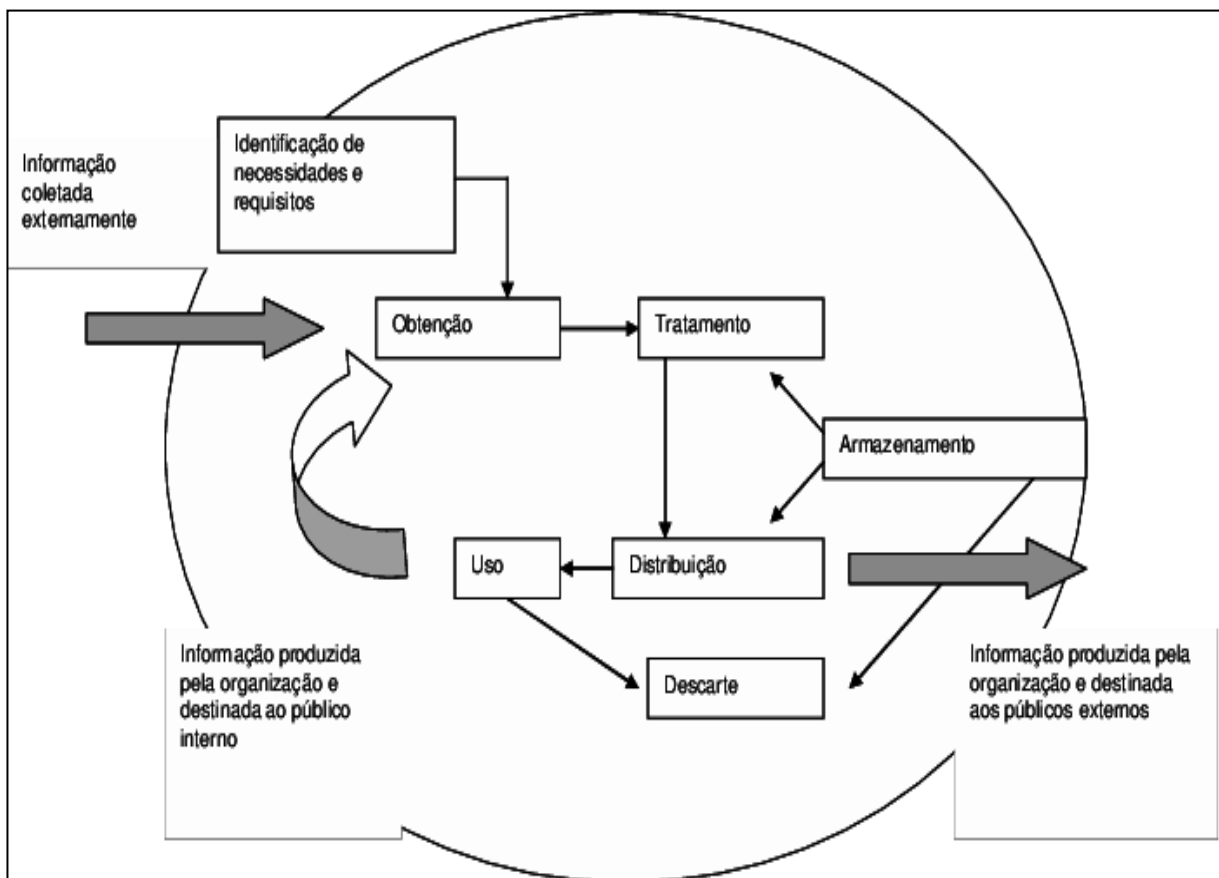 Identificação de
necessidades e
requisitos
Informação
coletada
externamente
Obtenção
Tratamento
Armazenamento
Uso
Distribuição
Descarte
Informação produzida
pela organização e
destinada ao público
interno
Informação produzida pela
organização e destinada
aos públicos externos